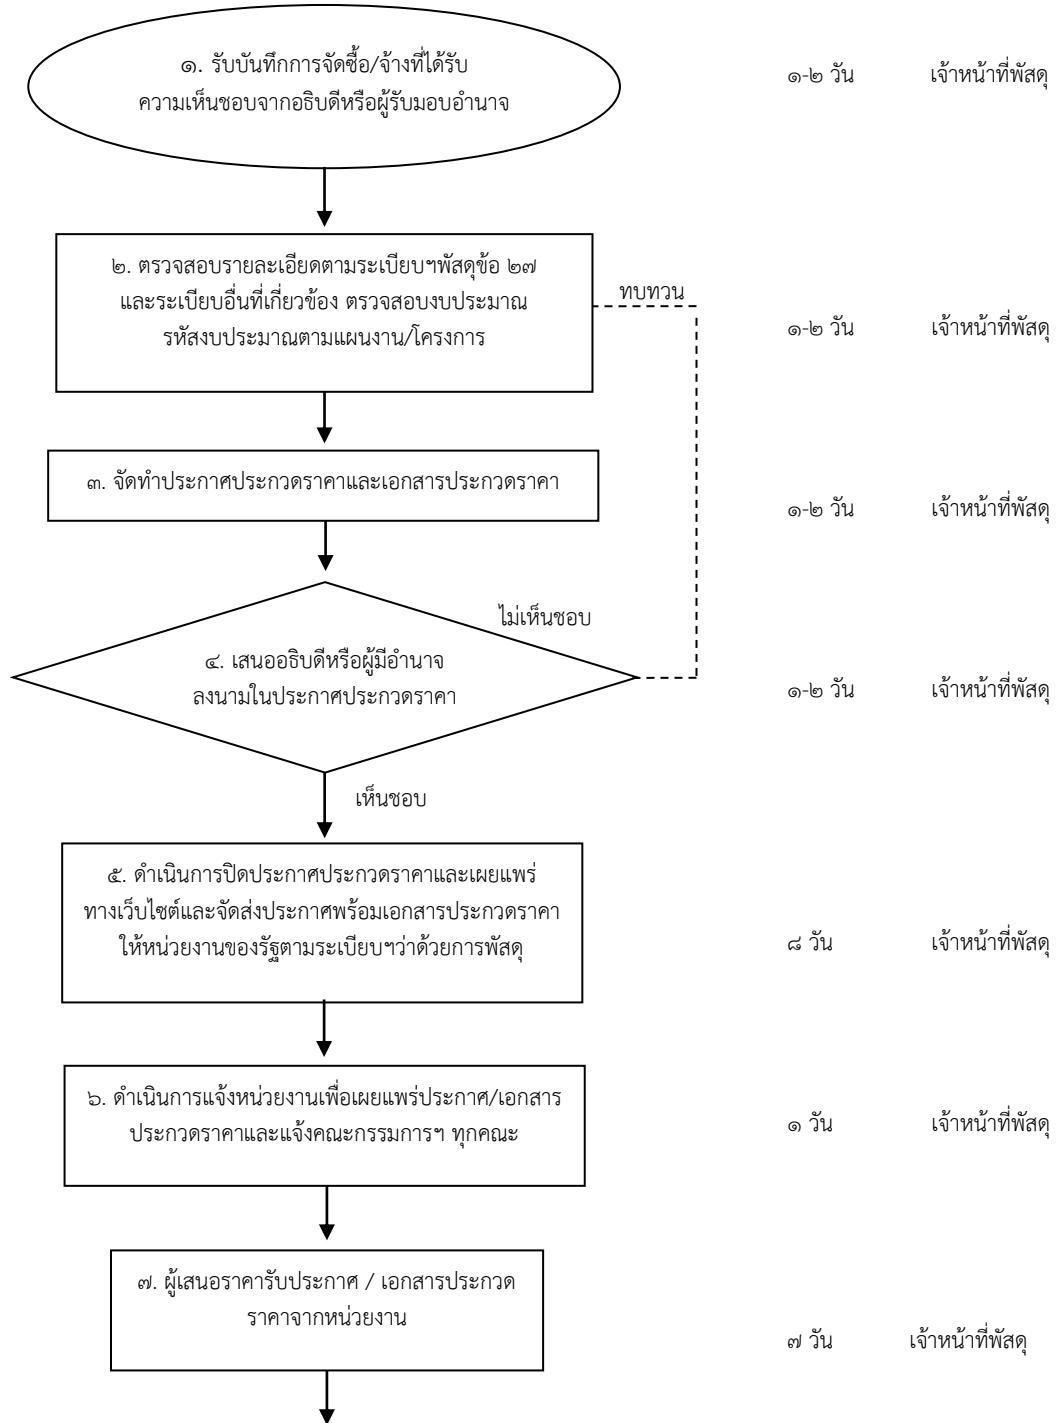 ๑. รับบันทึกการจัดซื้อ/จ้างที่ได้รับ
ความเห็นชอบจากอธิบดีหรือผู้รับมอบอำนาจ
๑-๒ วัน เจ้าหน้าที่พัสดุ
๒. ตรวจสอบรายละเอียดตามระเบียบฯพัสดุข้อ ๒๗
และระเบียบอื่นที่เกี่ยวข้อง ตรวจสอบงบประมาณ
รหัสงบประมาณตามแผนงาน/โครงการ
ทบทวน
๑-๒ วัน เจ้าหน้าที่พัสดุ
๓. จัดทำประกาศประกวดราคาและเอกสารประกวดราคา
๑-๒ วัน เจ้าหน้าที่พัสดุ
ไม่เห็นชอบ
๔. เสนออธิบดีหรือผู้มีอำนาจ
ลงนามในประกาศประกวดราคา
๑-๒ วัน เจ้าหน้าที่พัสดุ
เห็นชอบ
๕. ดำเนินการปิดประกาศประกวดราคาและเผยแพร่
ทางเว็บไซต์และจัดส่งประกาศพร้อมเอกสารประกวดราคา
ให้หน่วยงานของรัฐตามระเบียบฯว่าด้วยการพัสดุ
๘ วัน เจ้าหน้าที่พัสดุ
๖. ดำเนินการแจ้งหน่วยงานเพื่อเผยแพร่ประกาศ/เอกสาร
ประกวดราคาและแจ้งคณะกรรมการฯ ทุกคณะ
๑ วัน เจ้าหน้าที่พัสดุ
๗. ผู้เสนอราคารับประกาศ / เอกสารประกวด
ราคาจากหน่วยงาน
๗ วัน เจ้าหน้าที่พัสดุ